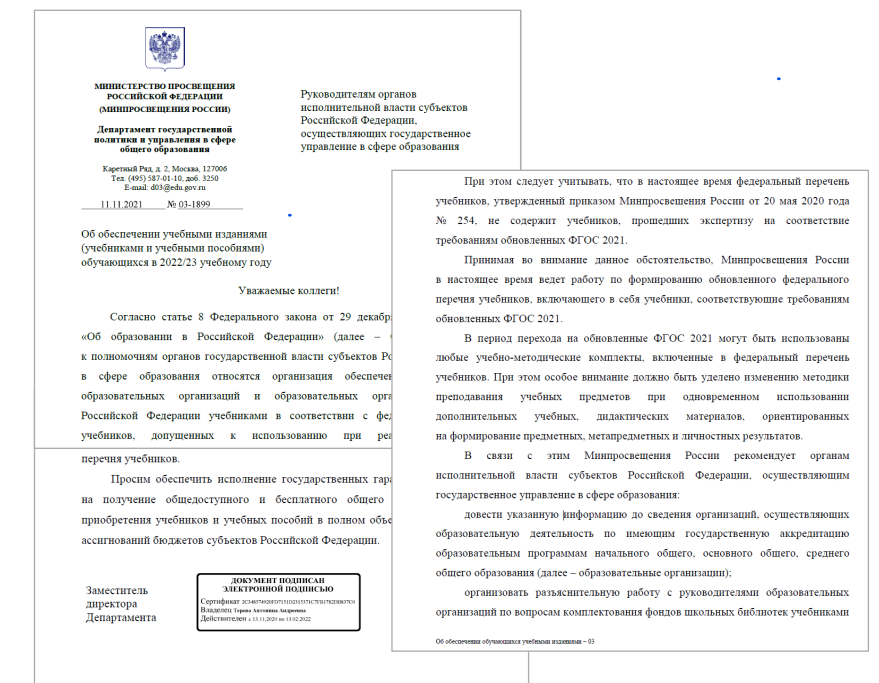 МИНИСТЕРСТВО ПРОСВЕЩЕНИЯ
РОССИЙСКОЙ ФЕДЕРАЦИИ
(МИНПРОСВЕЩЕНИЯ РОССИИ)
Департамент государственной
политики и управления в сфере
общего образования
Каретный Ряд, д. 2, Москва, 127006
Тел. (495) 587-01-10, доб. 3250
E-mail: d03@edu.gov.ru
11.11.2021 № 03-1899
Руководителям органов
исполнительной власти субъектов
Российской Федерации,
осуществляющих государственное
управление в сфере образования
Об обеспечении учебными изданиями
(учебниками и учебными пособиями)
обучающихся в 2022/23 учебному году
Уважаемые коллеги!
Согласно статье 8 Федерального закона от 29 декабр
«Об образовании в Российской Федерации» (далее –
к полномочиям органов государственной власти субъектов Ро
в сфере образования относятся организация обеспечен
образовательных организаций и образовательных орга
Российской Федерации учебниками в соответствии с фед
учебников, допущенных к использованию при реа
перечня учебников.
Просим обеспечить исполнение государственных гара
на получение общедоступного и бесплатного общего
приобретения учебников и учебных пособий в полном объе
ассигнований бюджетов субъектов Российской Федерации.
Заместитель
директора
Департамента
ДОКУМЕНТ ПОДПИСАН
ЭЛЕКТРОННОЙ ПОДПИСЬЮ
Сертификат
Владелец Терова Антонина Андреевна
Действителен с 13.11.2020 по 13.02.2022
При этом следует учитывать, что в настоящее время федеральный перечень
учебников, утвержденный приказом Минпросвещения России от 20 мая 2020 года
№ 254, не содержит учебников, прошедших экспертизу на соответствие
требованиям обновленных ФГОС 2021.
Принимая во внимание данное обстоятельство, Минпросвещения России
в настоящее время ведет работу по формированию обновленного федерального
перечня учебников, включающего в себя учебники, соответствующие требованиям
обновленных ФГОС 2021.
В период перехода на обновленные ФГОС 2021 могут быть использованы
любые учебно-методические комплекты, включенные в федеральный перечень
учебников. При этом особое внимание должно быть уделено изменению методики
преподавания учебных предметов при одновременном использовании
дополнительных учебных, дидактических материалов, ориентированных
на формирование предметных, метапредметных и личностных результатов.
В связи с этим Минпросвещения России рекомендует органам
исполнительной власти субъектов Российской Федерации, осуществляющим
государственное управление в сфере образования:
довести указанную информацию до сведения организаций, осуществляющих
образовательную деятельность по имеющим государственную аккредитацию
образовательным программам начального общего, основного общего, среднего
общего образования (далее – образовательные организации);
организовать разъяснительную работу с руководителями образовательных
организаций по вопросам комплектования фондов школьных библиотек учебниками
Об обеспечении обучающихся учебными изданиями – 03